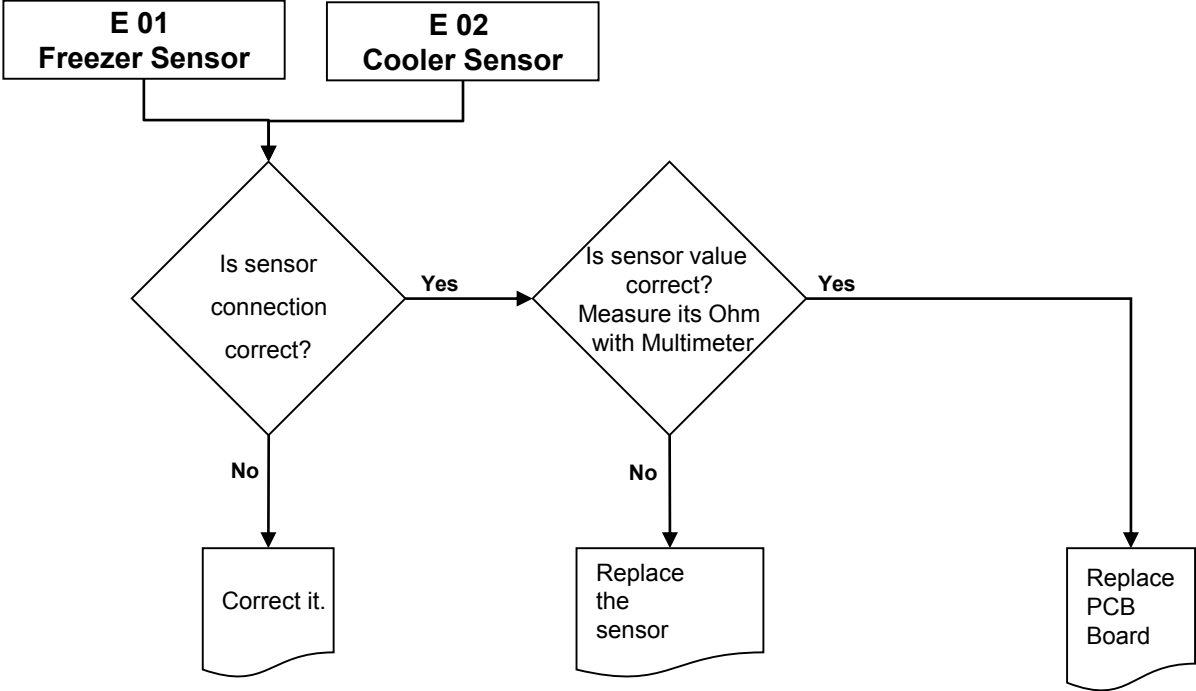 E 01
Freezer Sensor
E 02
Cooler Sensor
Is sensor
connection
correct?
Yes
No
Is sensor value
correct?
Measure its Ohm
with Multimeter
Yes
No
Correct it.
Replace
the
sensor
Replace
PCB
Board